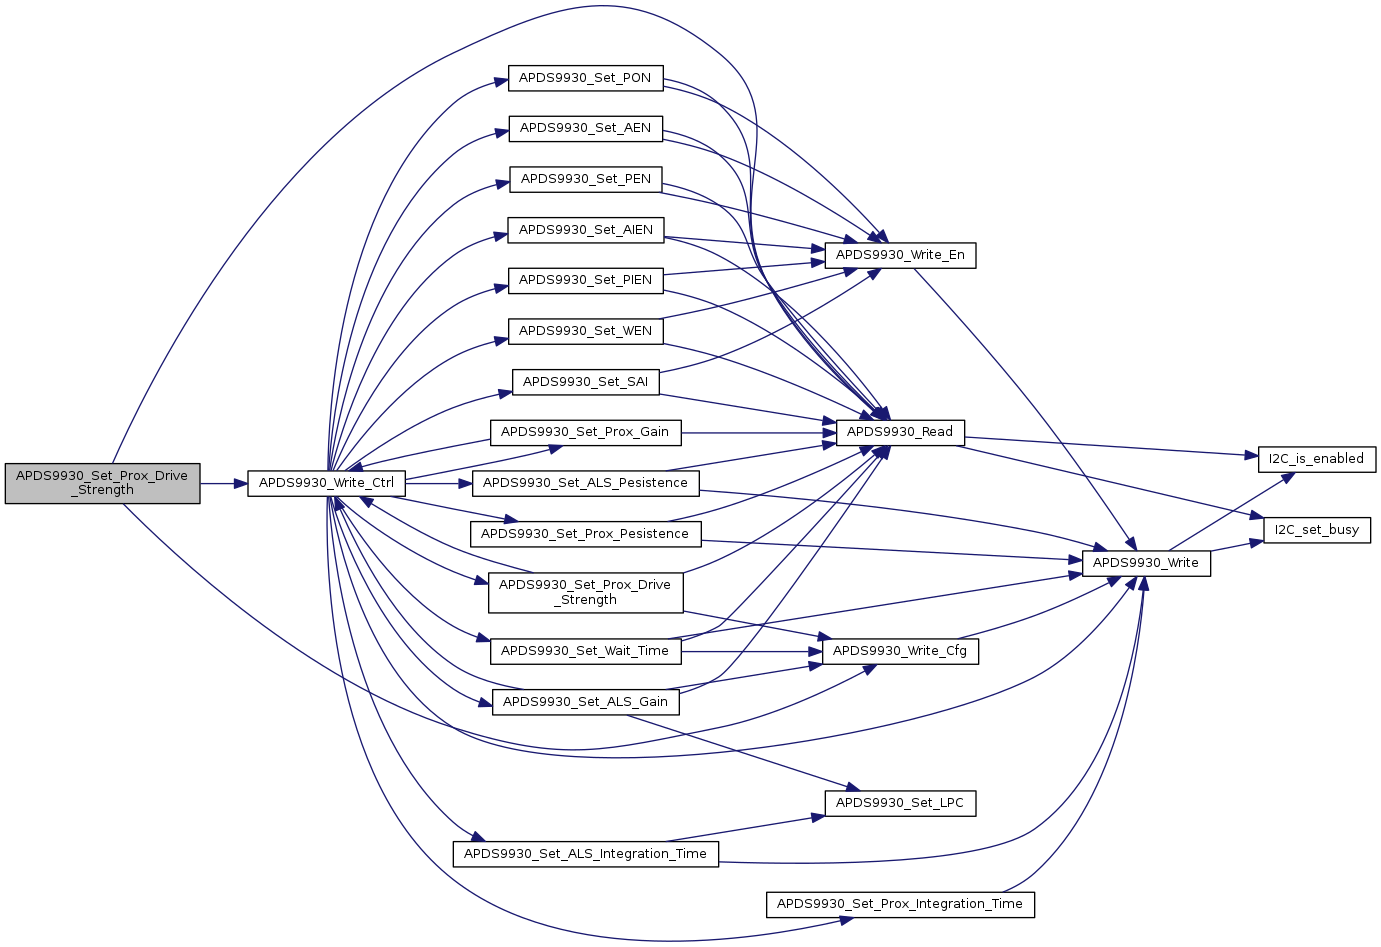 APDS9930_Set_Prox_Drive
_Strength
APDS9930_Write_Ctrl
APDS9930_Set_PON
APDS9930_Set_AEN
APDS9930_Set_PEN
APDS9930_Set_AIEN
APDS9930_Set_PIEN
APDS9930_Set_WEN
APDS9930_Set_SAI
APDS9930_Set_Prox_Gain
APDS9930_Set_ALS_Pesistence
APDS9930_Set_Prox_Pesistence
APDS9930_Set_Prox_Drive
_Strength
APDS9930_Set_Wait_Time
APDS9930_Set_ALS_Gain
APDS9930_Set_ALS_Integration_Time
APDS9930_Set_Prox_Integration_Time
APDS9930_Write_En
APDS9930_Read
APDS9930_Write_Cfg
APDS9930_Set_LPC
APDS9930_Write
I2C_is_enabled
I2C_set_busy